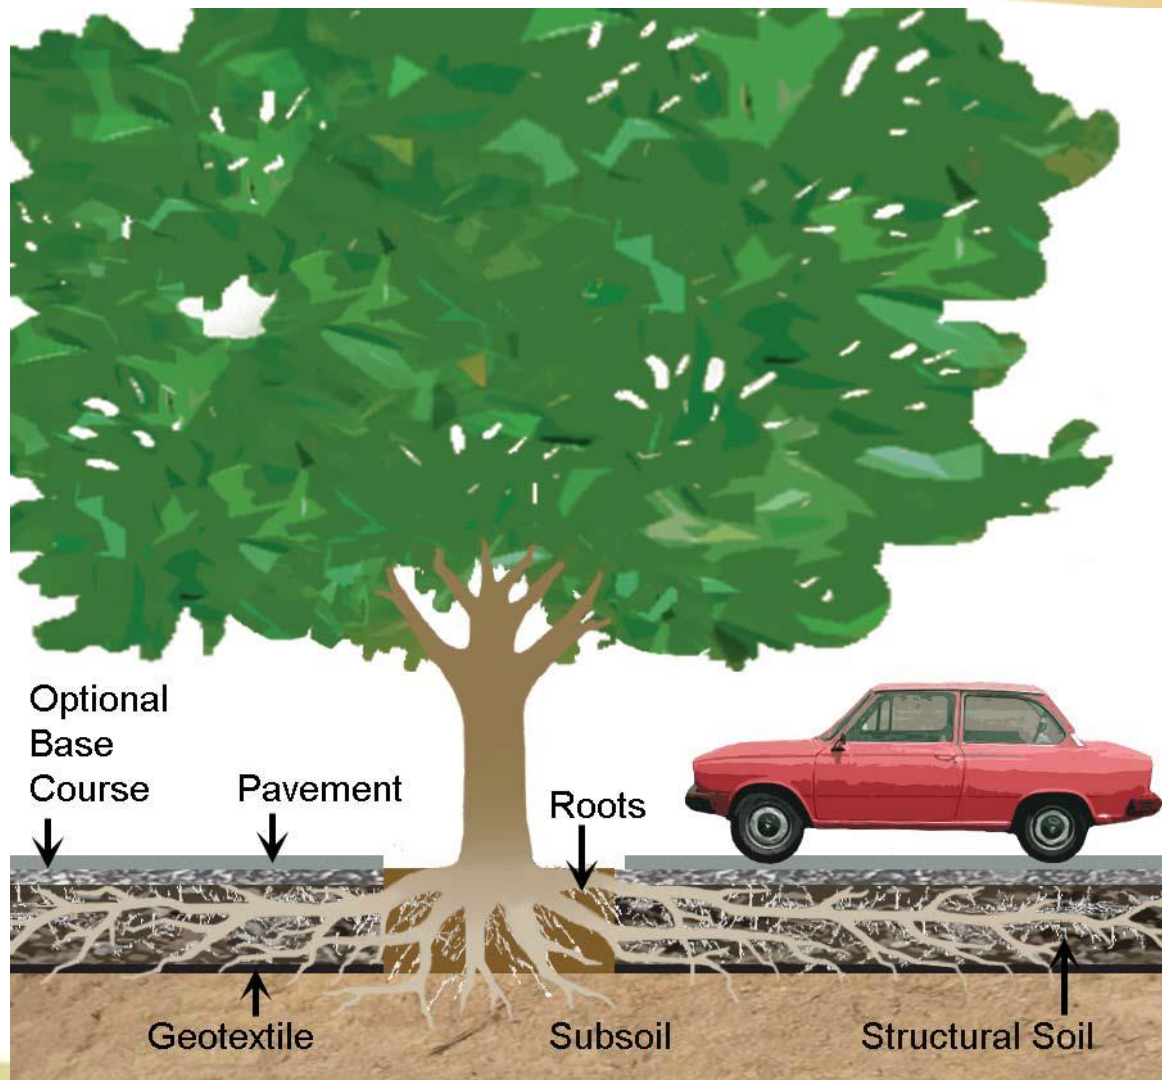 Optional
Base
Course
Pavement
Roots
Geotextile
Subsoil
Structural Soil